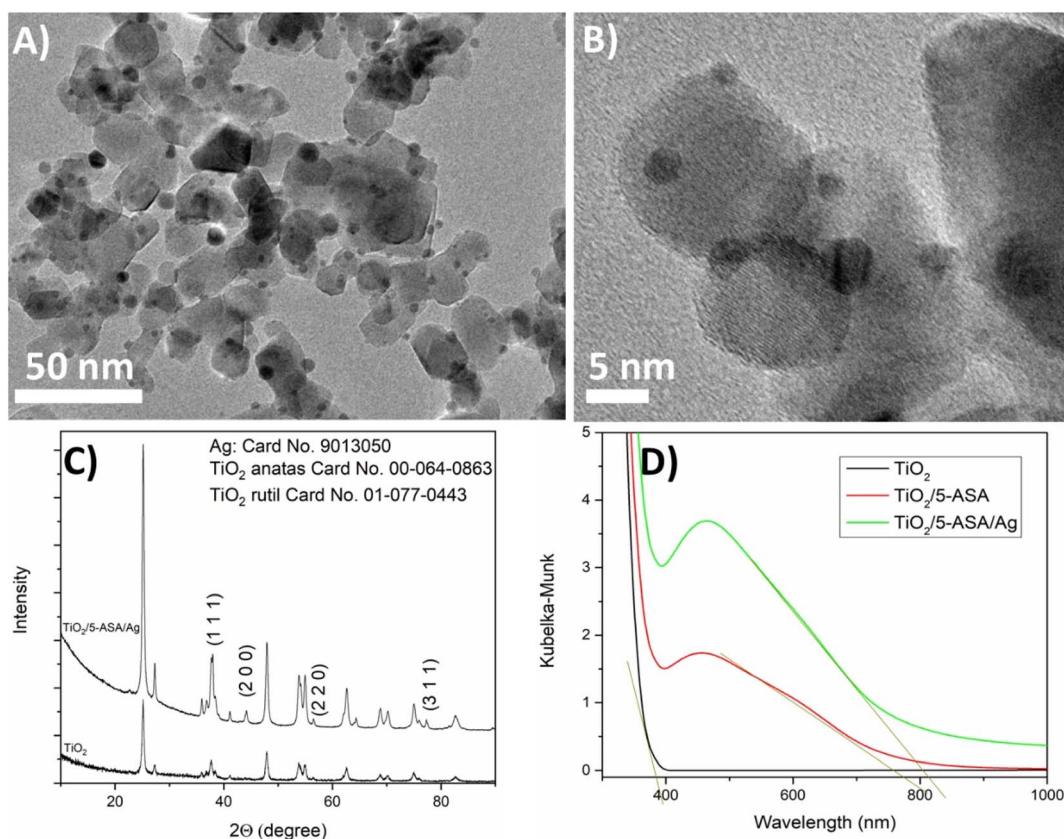 A)
50 nm
B)
5 nm
C)
Ag: Card No. 9013050
TiO₂ anatas Card No. 00-064-0863
TiO₂ rutil Card No. 01-077-0443
Intensity
TiO₂/5-ASA/Ag
(1 1 1)
(2 0 0)
(2 2 0)
(3 1 1)
TiO₂
20 40 60 80
2Θ (degree)
D)
TiO₂
TiO₂/5-ASA
TiO₂/5-ASA/Ag
Kubelka-Munk
5
4
3
2
1
0
400 500 600 700 800 900 1000
Wavelength (nm)